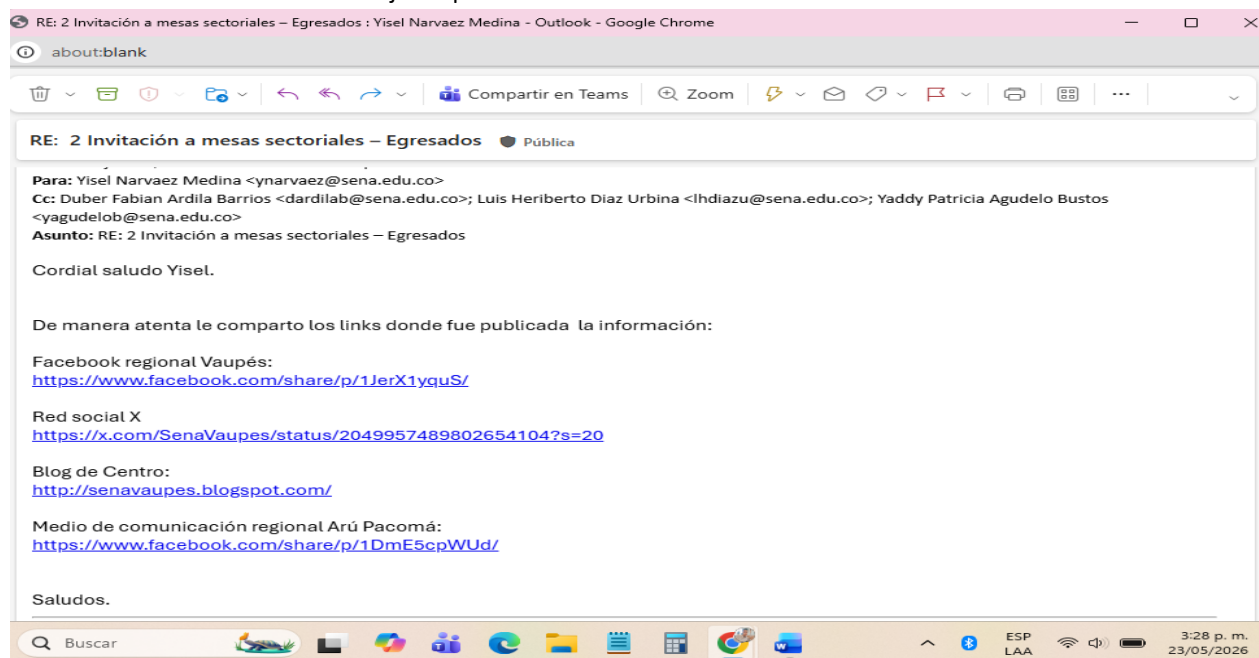 RE: 2 Invitación a mesas sectoriales – Egresados : Yisel Narvaez Medina - Outlook - Google Chrome
about:blank
Compartir en Teams Zoom
RE: 2 Invitación a mesas sectoriales – Egresados Pública
Para: Yisel Narvaez Medina <ynarvaez@sena.edu.co>
Cc: Duber Fabian Ardila Barrios <dardilab@sena.edu.co>; Luis Heriberto Diaz Urbina <lhdiazu@sena.edu.co>; Yaddy Patricia Agudelo Bustos
<yagudelob@sena.edu.co>
Asunto: RE: 2 Invitación a mesas sectoriales – Egresados
Cordial saludo Yisel.
De manera atenta le comparto los links donde fue publicada la información:
Facebook regional Vaupés:
https://www.facebook.com/share/p/1JerX1yquS/
Red social X
https://x.com/SenaVaupes/status/2049957489802654104?s=20
Blog de Centro:
http://senavaupes.blogspot.com/
Medio de comunicación regional Arú Pacomá:
https://www.facebook.com/share/p/1DmE5cpWUd/
Saludos.
Buscar
ESP
LAA
3:28 p. m.
23/05/2026